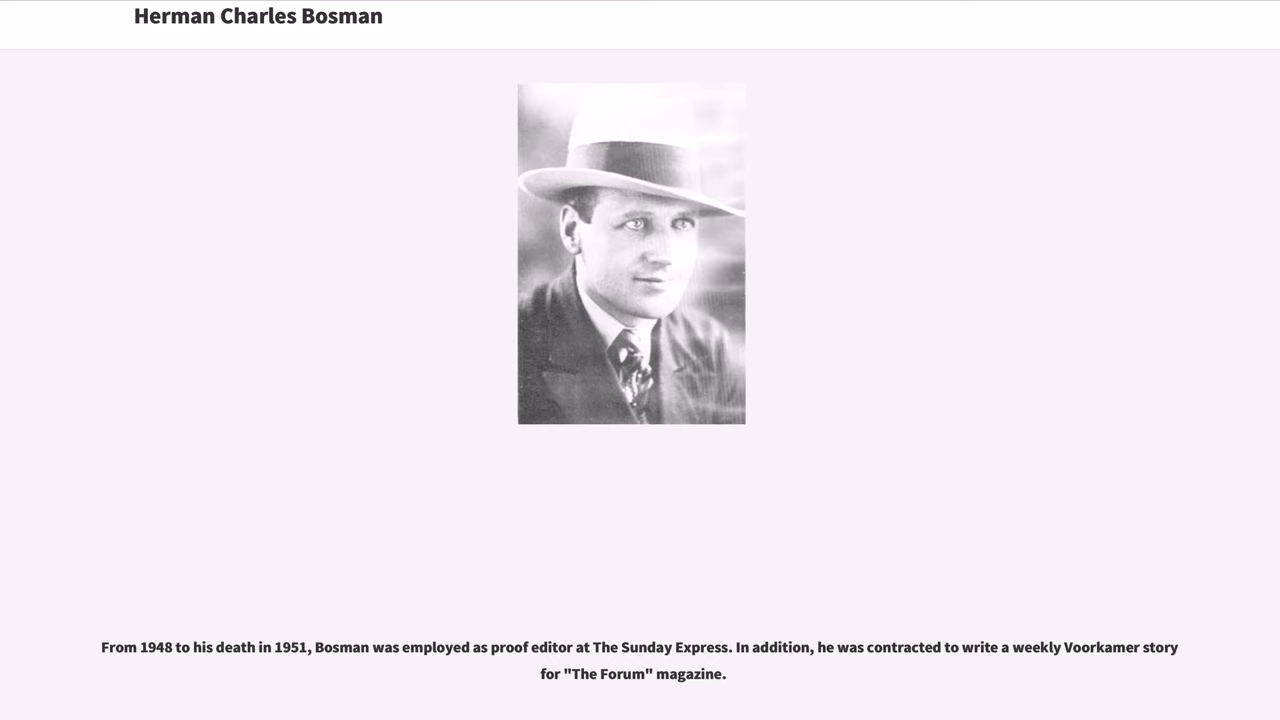 Herman Charles Bosman
From 1948 to his death in 1951, Bosman was employed as proof editor at The Sunday Express. In addition, he was contracted to write a weekly Voorkamer story
for "The Forum" magazine.